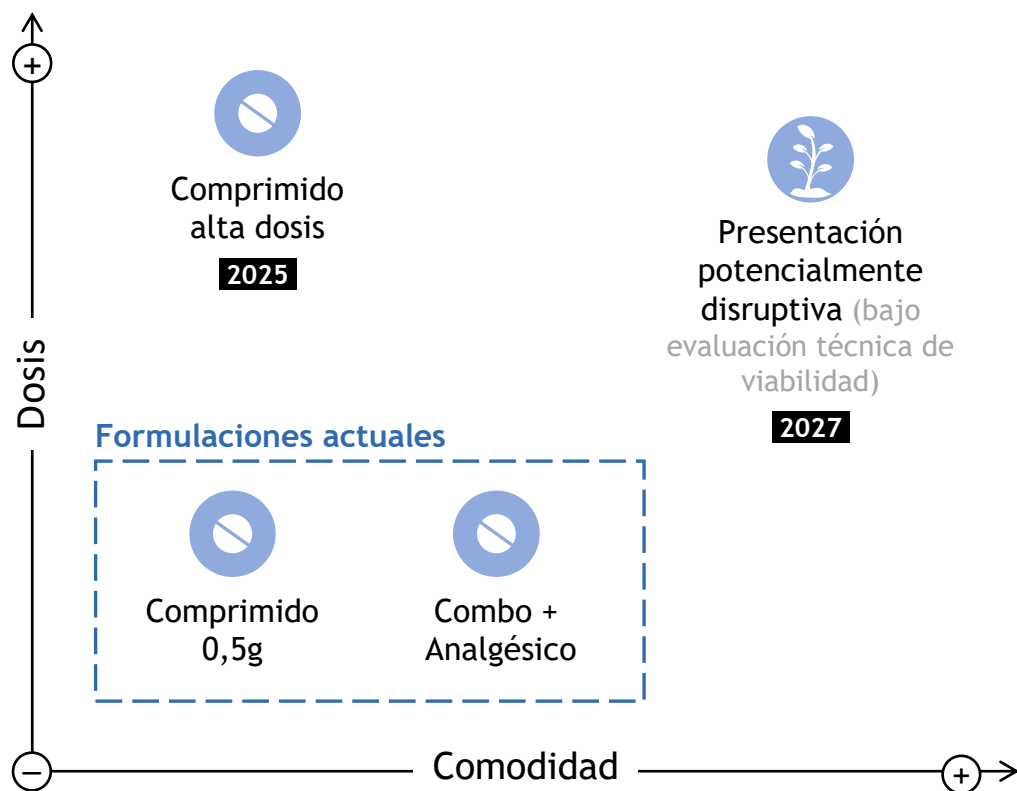 +
Comprimido
alta dosis
2025
Presentación
potencialmente
disruptiva (bajo
evaluación técnica de
viabilidad)
2027
Dosis
Formulaciones actuales
Comprimido
0,5g
Combo +
Analgésico
−
Comodidad
+